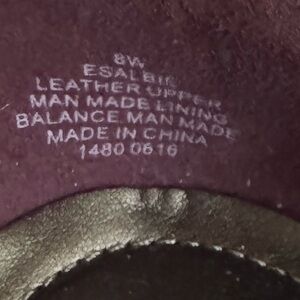 8W
ESALBIE
LEATHER UPPER
MAN MADE LINING
BALANCE MAN MADE
MADE IN CHINA
1480 0616